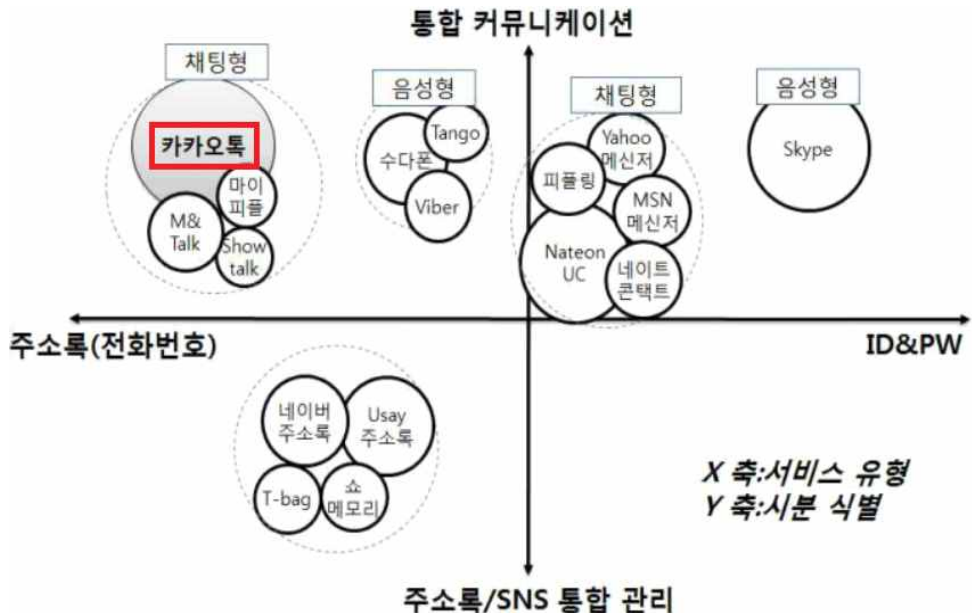 통합 커뮤니케이션
채팅형
음성형
채팅형
음성형
카카오톡
마이
피플
M&
Talk
Show
talk
수다폰
Tango
Viber
Yahoo
메신저
피플링
MSN
메신저
Nateon
UC
네이트
콘택트
Skype
주소록(전화번호)
ID&PW
네이버
주소록
Usay
주소록
T-bag
쇼
메모리
X 축:서비스 유형
Y 축:시분 식별
주소록/SNS 통합 관리